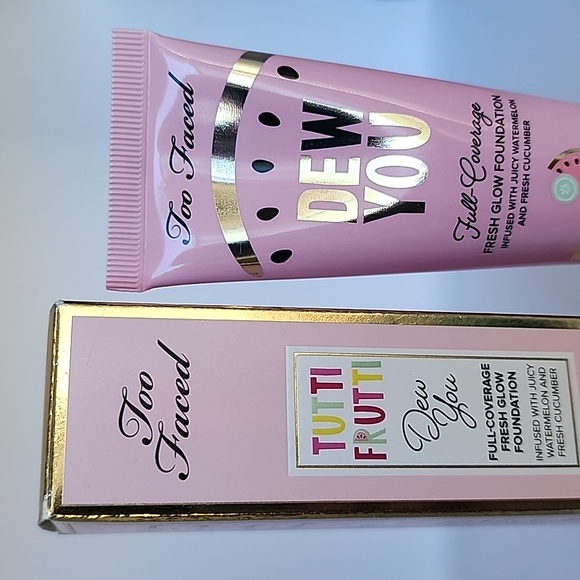 Too Faced
DEW
YOU
Full-Coverage
FRESH GLOW FOUNDATION
INFUSED WITH JUICY WATERMELON
AND FRESH CUCUMBER
Too
Faced
TUTTI
FRUTTI
Dew
You
FULL-COVERAGE
FRESH GLOW
FOUNDATION
INFUSED WITH JUICY
WATERMELON AND
FRESH CUCUMBER